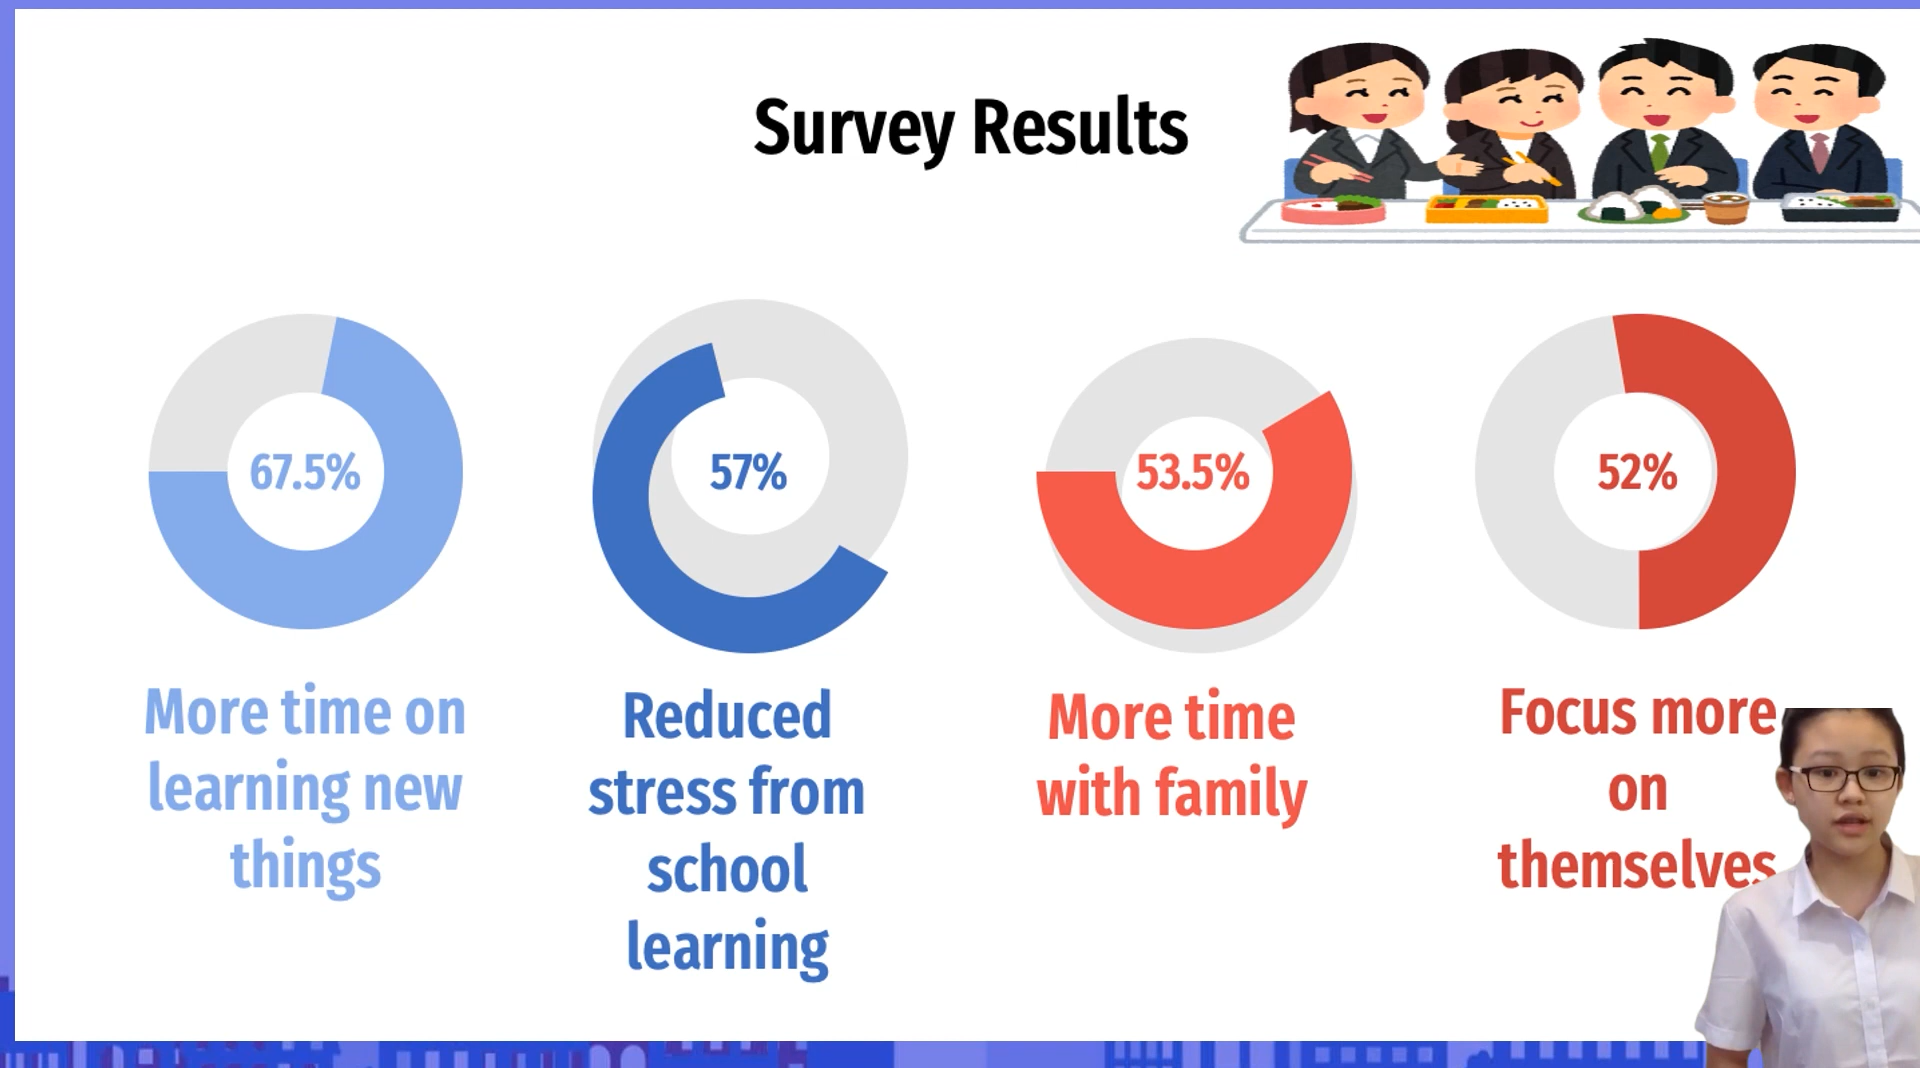 Survey Results
67.5%
57%
53.5%
52%
More time on
learning new
things
Reduced
stress from
school
learning
More time
with family
Focus more
on
themselves